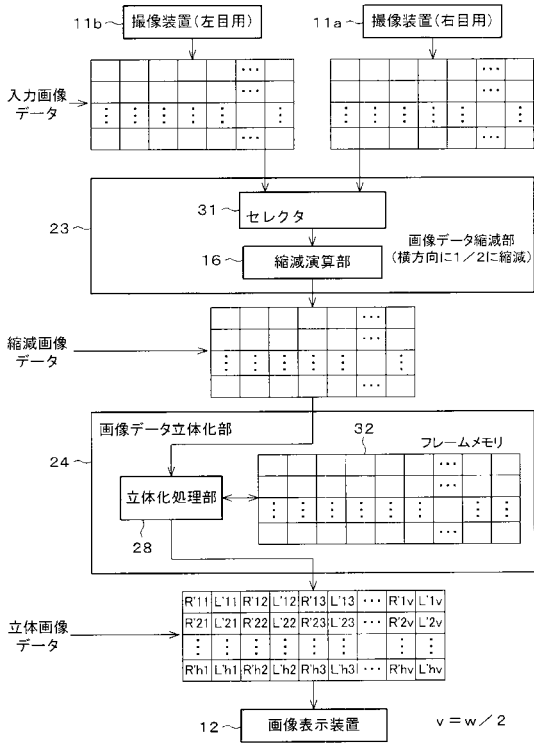 11b
撮像装置(左目用)
11a
撮像装置(右目用)
入力画像
データ
31
セレクタ
23
16
縮減演算部
画像データ縮減部
(横方向に1/2に縮減)
縮減画像
データ
画像データ立体化部
32
フレームメモリ
24
立体化処理部
28
立体画像
データ
R'11 L'11 R'12 L'12 R'13 L'13 ··· R'1v L'1v
R'21 L'21 R'22 L'22 R'23 L'23 ··· R'2v L'2v
R'h1 L'h1 R'h2 L'h2 R'h3 L'h3 ··· R'hv L'hv
12
画像表示装置
v=w/2